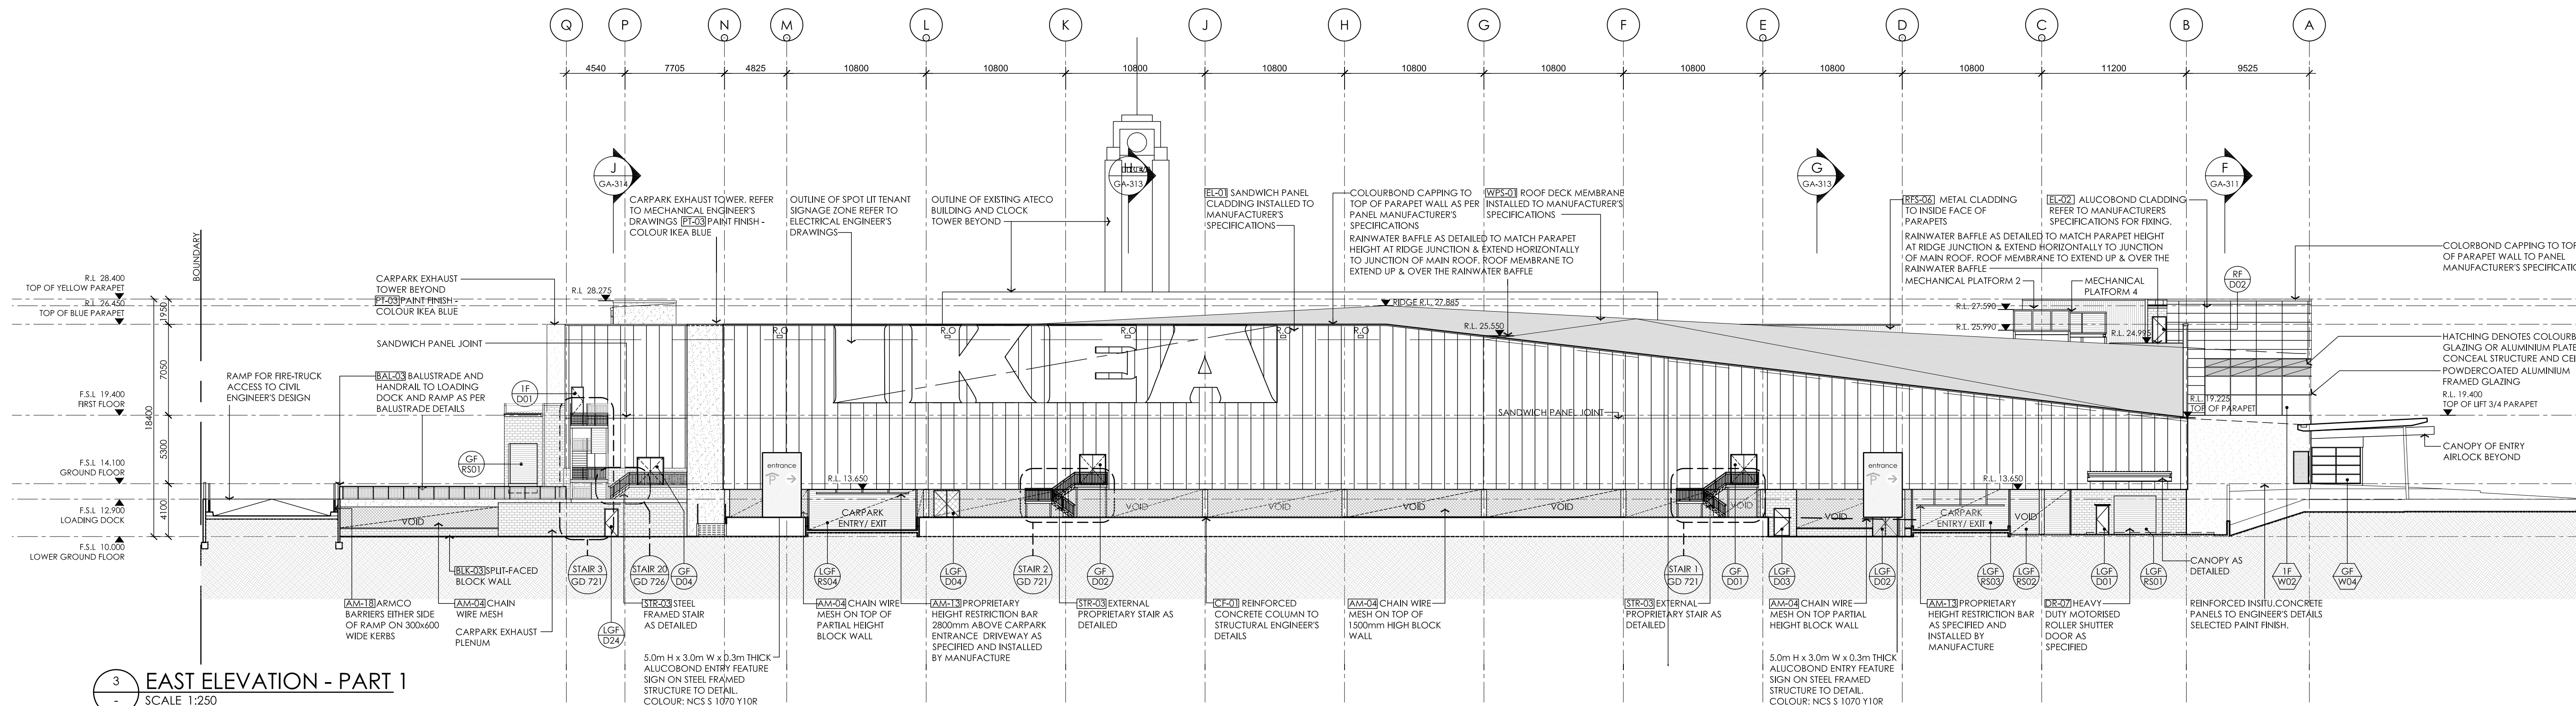 Q P N M L K J H G F E D C B A
4540 7705 4825 10800 10800 10800 10800 10800 10800 10800 10800 10800 11200 9525
J
GA-314
H
GA-313
G
GA-313
F
GA-311
BOUNDARY
CARPARK EXHAUST TOWER. REFER
TO MECHANICAL ENGINEER'S
DRAWINGS PT-03 PAINT FINISH -
COLOUR IKEA BLUE
OUTLINE OF SPOT LIT TENANT
SIGNAGE ZONE REFER TO
ELECTRICAL ENGINEER'S
DRAWINGS
OUTLINE OF EXISTING ATECO
BUILDING AND CLOCK
TOWER BEYOND
EL-01 SANDWICH PANEL
CLADDING INSTALLED TO
MANUFACTURER'S
SPECIFICATIONS
COLOURBOND CAPPING TO
TOP OF PARAPET WALL AS PER
PANEL MANUFACTURER'S
SPECIFICATIONS
WPS-01 ROOF DECK MEMBRANE
INSTALLED TO MANUFACTURER'S
SPECIFICATIONS
RAINWATER BAFFLE AS DETAILED TO MATCH PARAPET
HEIGHT AT RIDGE JUNCTION & EXTEND HORIZONTALLY
TO JUNCTION OF MAIN ROOF. ROOF MEMBRANE TO
EXTEND UP & OVER THE RAINWATER BAFFLE
RFS-06 METAL CLADDING
TO INSIDE FACE OF
PARAPETS
EL-02 ALUCOBOND CLADDING
REFER TO MANUFACTURERS
SPECIFICATIONS FOR FIXING.
RAINWATER BAFFLE AS DETAILED TO MATCH PARAPET HEIGHT
AT RIDGE JUNCTION & EXTEND HORIZONTALLY TO JUNCTION
OF MAIN ROOF. ROOF MEMBRANE TO EXTEND UP & OVER THE
RAINWATER BAFFLE
MECHANICAL PLATFORM 2
MECHANICAL
PLATFORM 4
RF
D02
COLORBOND CAPPING TO TOP
OF PARAPET WALL TO PANEL
MANUFACTURER'S
R.L 28.400
TOP OF YELLOW PARAPET
R.L 26.450
TOP OF BLUE PARAPET
F.S.L 19.400
FIRST FLOOR
F.S.L 14.100
GROUND FLOOR
F.S.L 12.900
LOADING DOCK
F.S.L 10.000
LOWER GROUND FLOOR
18400
1950
7050
5300
4100
CARPARK EXHAUST
TOWER BEYOND
PT-03 PAINT FINISH -
COLOUR IKEA BLUE
SANDWICH PANEL JOINT
RAMP FOR FIRE-TRUCK
ACCESS TO CIVIL
ENGINEER'S DESIGN
BAL-03 BALUSTRADE AND
HANDRAIL TO LOADING
DOCK AND RAMP AS PER
BALUSTRADE DETAILS
1F
D01
GF
RS01
R.L 28.275
RIDGE R.L. 27.885
R.L. 25.550
R.L. 27.590
R.L. 25.990
R.L. 24.995
R.O R.O R.O R.O R.O
IKEA
SANDWICH PANEL JOINT
R.L. 19.225
TOP OF PARAPET
HATCHNG DENOTES
GLAZING OR ALUMINIUM
CONCEAL STRUCTURE AND
POWDERCOATED ALUMINIUM
FRAMED GLAZING
R.L. 19.400
TOP OF LIFT 3/4 PARAPET
CANOPY OF ENTRY
AIRLOCK BEYOND
entrance
P
R.L. 13.650
entrance
P
R.L. 13.650
VOID
CARPARK
ENTRY/ EXIT
VOID VOID VOID VOID VOID VOID
CARPARK
ENTRY/ EXIT
VOID
STAIR 3
GD 721
STAIR 20
GD 726
GF
D04
LGF
D24
LGF
RS04
LGF
D04
STAIR 2
GD 721
GF
D02
STAIR 1
GD 721
GF
D01
LGF
D03
LGF
D02
LGF
RS03
LGF
RS02
LGF
D01
LGF
RS01
1F
W02
GF
W04
CANOPY AS
DETAILED
BLK-03 SPLIT-FACED
BLOCK WALL
AM-18 ARMCO
BARRIERS EITHER SIDE
OF RAMP ON 300x600
WIDE KERBS
AM-04 CHAIN
WIRE MESH
CARPARK EXHAUST
PLENUM
STR-03 STEEL
FRAMED STAIR
AS DETAILED
AM-04 CHAIN WIRE
MESH ON TOP OF
PARTIAL HEIGHT
BLOCK WALL
AM-13 PROPRIETARY
HEIGHT RESTRICTION BAR
2800mm ABOVE CARPARK
ENTRANCE DRIVEWAY AS
SPECIFIED AND INSTALLED
BY MANUFACTURE
STR-03 EXTERNAL
PROPRIETARY STAIR AS
DETAILED
CF-01 REINFORCED
CONCRETE COLUMN TO
STRUCTURAL ENGINEER'S
DETAILS
AM-04 CHAIN WIRE
MESH ON TOP OF
1500mm HIGH BLOCK
WALL
STR-03 EXTERNAL
PROPRIETARY STAIR AS
DETAILED
AM-04 CHAIN WIRE
MESH ON TOP PARTIAL
HEIGHT BLOCK WALL
AM-13 PROPRIETARY
HEIGHT RESTRICTION BAR
AS SPECIFIED AND
INSTALLED BY
MANUFACTURE
DR-07 HEAVY
DUTY MOTORISED
ROLLER SHUTTER
DOOR AS
SPECIFIED
REINFORCED INSITU.CONCRETE
PANELS TO ENGINEER'S DETAILS
SELECTED PAINT FINISH.
5.0m H x 3.0m W x 0.3m THICK
ALUCOBOND ENTRY FEATURE
SIGN ON STEEL FRAMED
STRUCTURE TO DETAIL.
COLOUR: NCS S 1070 Y10R
5.0m H x 3.0m W x 0.3m THICK
ALUCOBOND ENTRY FEATURE
SIGN ON STEEL FRAMED
STRUCTURE TO DETAIL.
COLOUR: NCS S 1070 Y10R
3
-
EAST ELEVATION - PART 1
SCALE 1:250